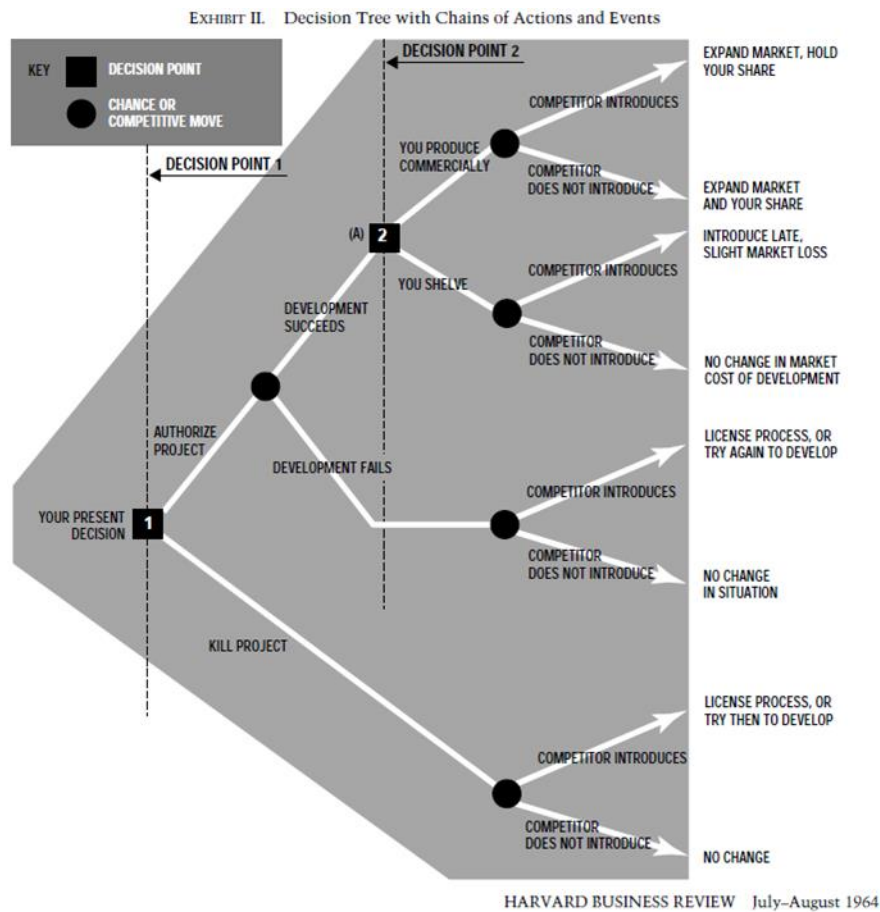 EXHIBIT II. Decision Tree with Chains of Actions and Events
KEY
DECISION POINT
CHANCE OR
COMPETITIVE MOVE
DECISION POINT 1
DECISION POINT 2
YOUR PRESENT
DECISION
1
AUTHORIZE
PROJECT
KILL PROJECT
DEVELOPMENT
SUCCEEDS
DEVELOPMENT FAILS
(A)
2
YOU PRODUCE
COMMERCIALLY
YOU SHELVE
COMPETITOR INTRODUCES
EXPAND MARKET, HOLD
YOUR SHARE
COMPETITOR
DOES NOT INTRODUCE
EXPAND MARKET
AND YOUR SHARE
COMPETITOR INTRODUCES
INTRODUCE LATE,
SLIGHT MARKET LOSS
COMPETITOR
DOES NOT INTRODUCE
NO CHANGE IN MARKET
COST OF DEVELOPMENT
COMPETITOR INTRODUCES
LICENSE PROCESS, OR
TRY AGAIN TO DEVELOP
COMPETITOR
DOES NOT INTRODUCE
NO CHANGE
IN SITUATION
COMPETITOR INTRODUCES
LICENSE PROCESS, OR
TRY THEN TO DEVELOP
COMPETITOR
DOES NOT INTRODUCE
NO CHANGE
HARVARD BUSINESS REVIEW July–August 1964